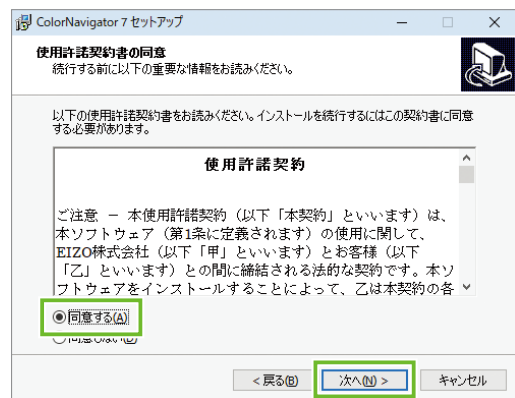 ColorNavigator 7 セットアップ
使用許諾契約書の同意
続行する前に以下の重要な情報をお読みください。
以下の使用許諾契約書をお読みください。インストールを続行するにはこの契約書に同意
する必要があります。
使用許諾契約
ご注意 － 本使用許諾契約（以下「本契約」といいます）は、
本ソフトウェア（第1条に定義されます）の使用に関して、
EIZO株式会社（以下「甲」といいます）とお客様（以下
「乙」といいます）との間に締結される法的な契約です。本ソ
フトウェアをインストールすることによって、乙は本契約の各
同意する(A)
同意しない(D)
< 戻る(B)
次へ(N) >
キャンセル